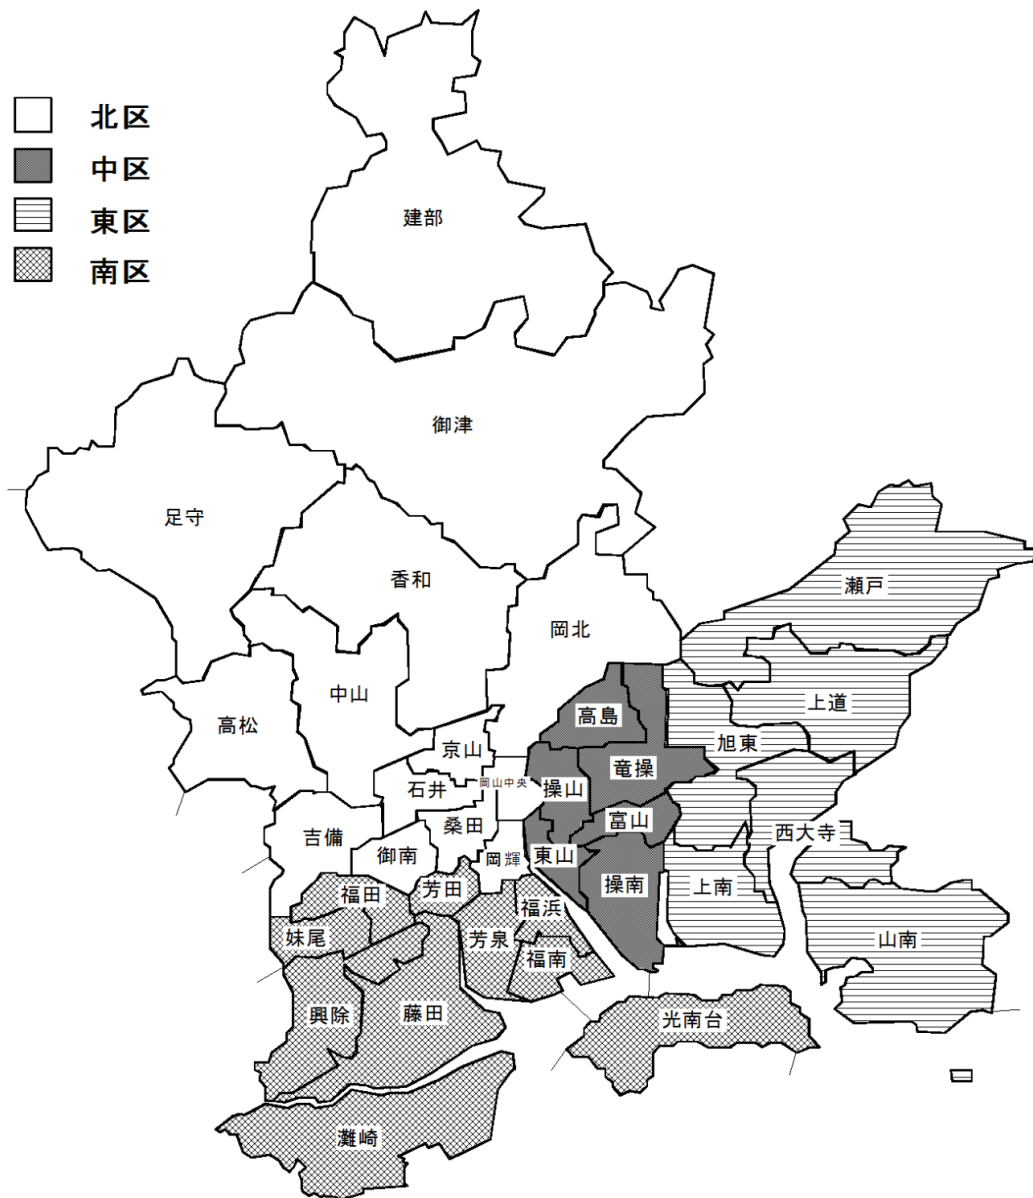 北区
中区
東区
南区
建部
御津
足守
香和
瀬戸
岡北
中山
高松
高島
上道
京山
旭東
竜操
岡山中央
石井
操山
桑田
富山
西大寺
吉備
御南
岡輝
東山
操南
上南
福田
芳田
福浜
妹尾
芳泉
福南
山南
興除
藤田
光南台
灘崎